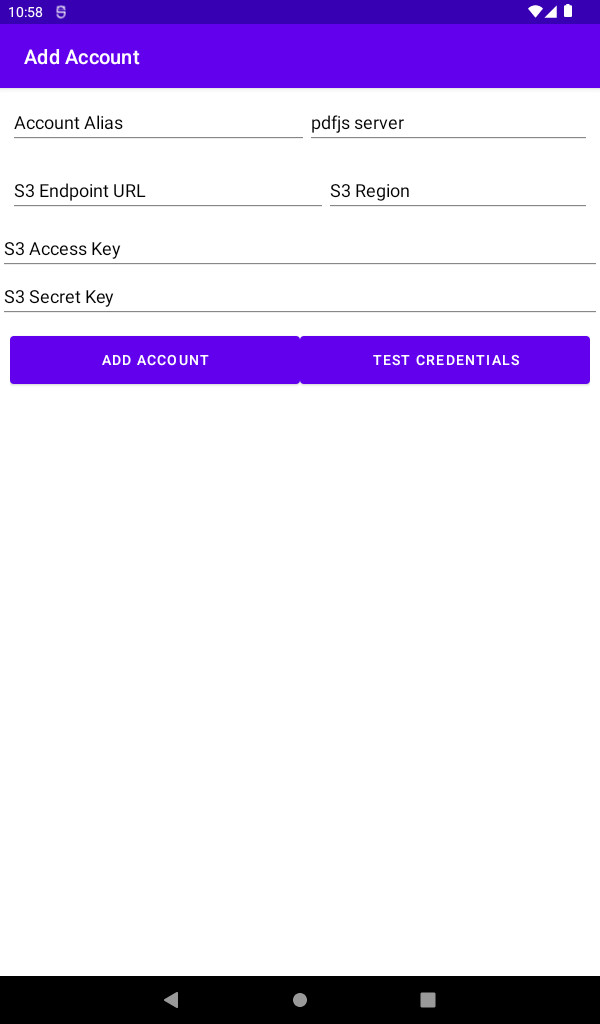 10:58
Add Account
Account Alias
pdfjs server
S3 Endpoint URL
S3 Region
S3 Access Key
S3 Secret Key
ADD ACCOUNT
TEST CREDENTIALS